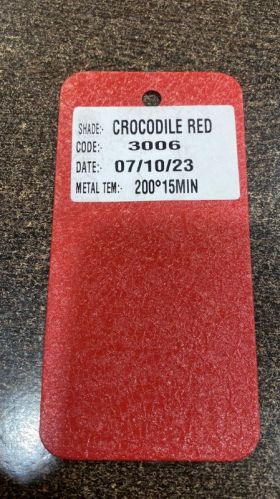 SHADE:- CROCODILE RED
CODE:- 3006
DATE:- 07/10/23
METAL TEM:- 200°15MIN